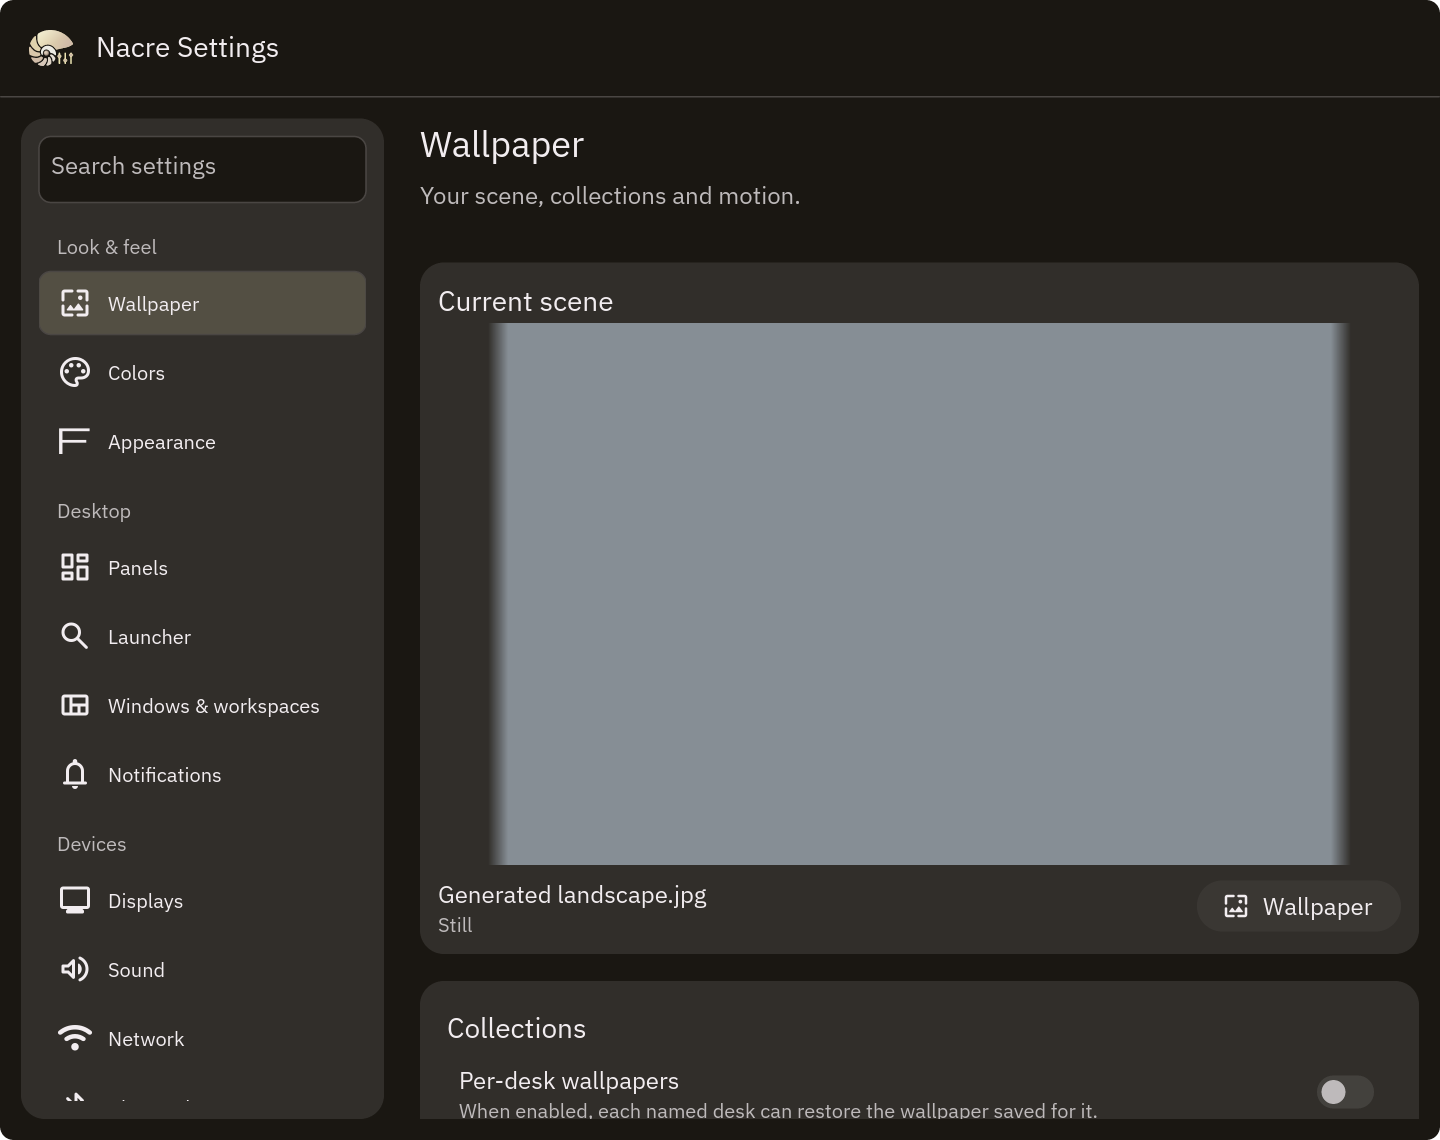 Nacre Settings
Search settings
Look & feel
Wallpaper
Colors
Appearance
Desktop
Panels
Launcher
Windows & workspaces
Notifications
Devices
Displays
Sound
Network
Wallpaper
Your scene, collections and motion.
Current scene
Generated landscape.jpg
Still
Wallpaper
Collections
Per-desk wallpapers
When enabled, each named desk can restore the wallpaper saved for it.